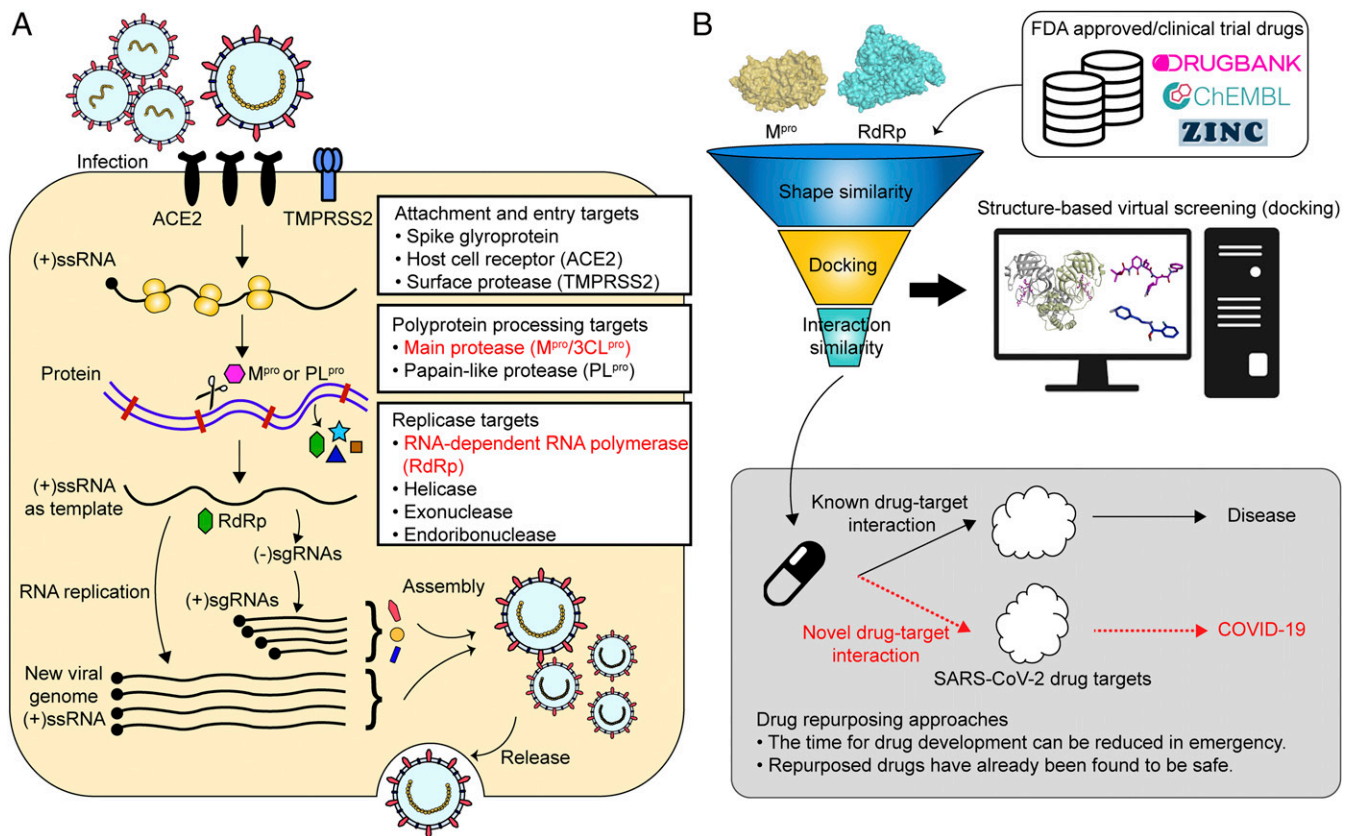 A
Infection
ACE2
TMPRSS2
(+)ssRNA
Protein
Mpro or PLpro
(+)ssRNA
as template
RdRp
(-)sgRNAs
RNA replication
(+)sgRNAs
New viral
genome
(+)ssRNA
Assembly
Release
Attachment and entry targets
• Spike glyroprotein
• Host cell receptor (ACE2)
• Surface protease (TMPRSS2)
Polyprotein processing targets
• Main protease (Mpro/3CLpro)
• Papain-like protease (PLpro)
Replicase targets
• RNA-dependent RNA polymerase
(RdRp)
• Helicase
• Exonuclease
• Endoribonuclease
B
Mpro
RdRp
FDA approved/clinical trial drugs
DRUGBANK
ChEMBL
ZINC
Shape similarity
Docking
Interaction
similarity
Structure-based virtual screening (docking)
Known drug-target
interaction
Disease
Novel drug-target
interaction
COVID-19
SARS-CoV-2 drug targets
Drug repurposing approaches
• The time for drug development can be reduced in emergency.
• Repurposed drugs have already been found to be safe.